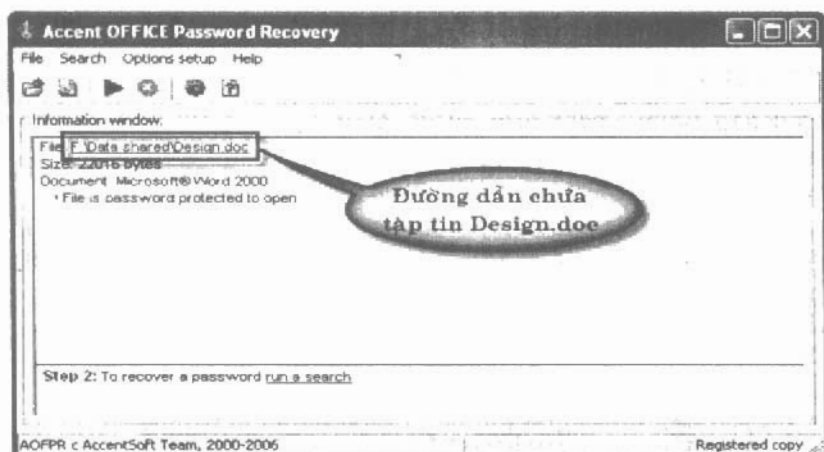 Accent OFFICE Password Recovery
File Search Options setup Help
Information window:
File: F:\Data shared\Design.doc
Size: 22016 bytes
Document: Microsoft® Word 2000
• File is password protected to open
Đường dẫn chứa
tập tin Design.doc
Step 2: To recover a password run a search
AOFPR c AccentSoft Team, 2000-2006
Registered copy